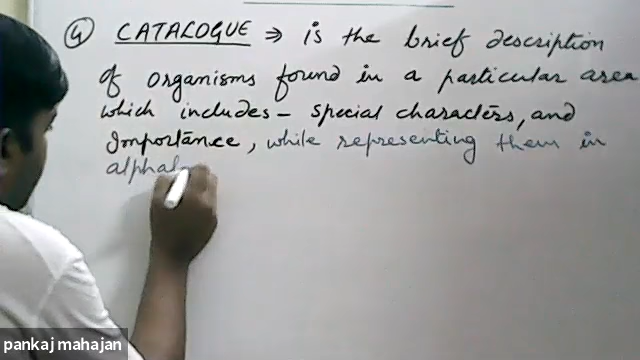 4 CATALOGUE ⇒ is the brief description
of organisms found in a particular area
which includes - special characters, and
Importance, while representing them in
pankaj mahajan